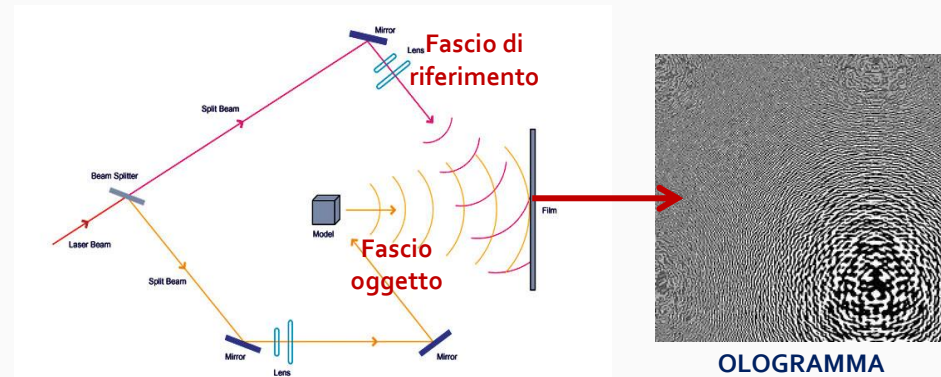 Mirror
Lens
Fascio di
riferimento
Split Beam
Beam Splitter
Laser Beam
Model
Film
Fascio
oggetto
Split Beam
Mirror
Lens
Mirror
OLOGRAMMA